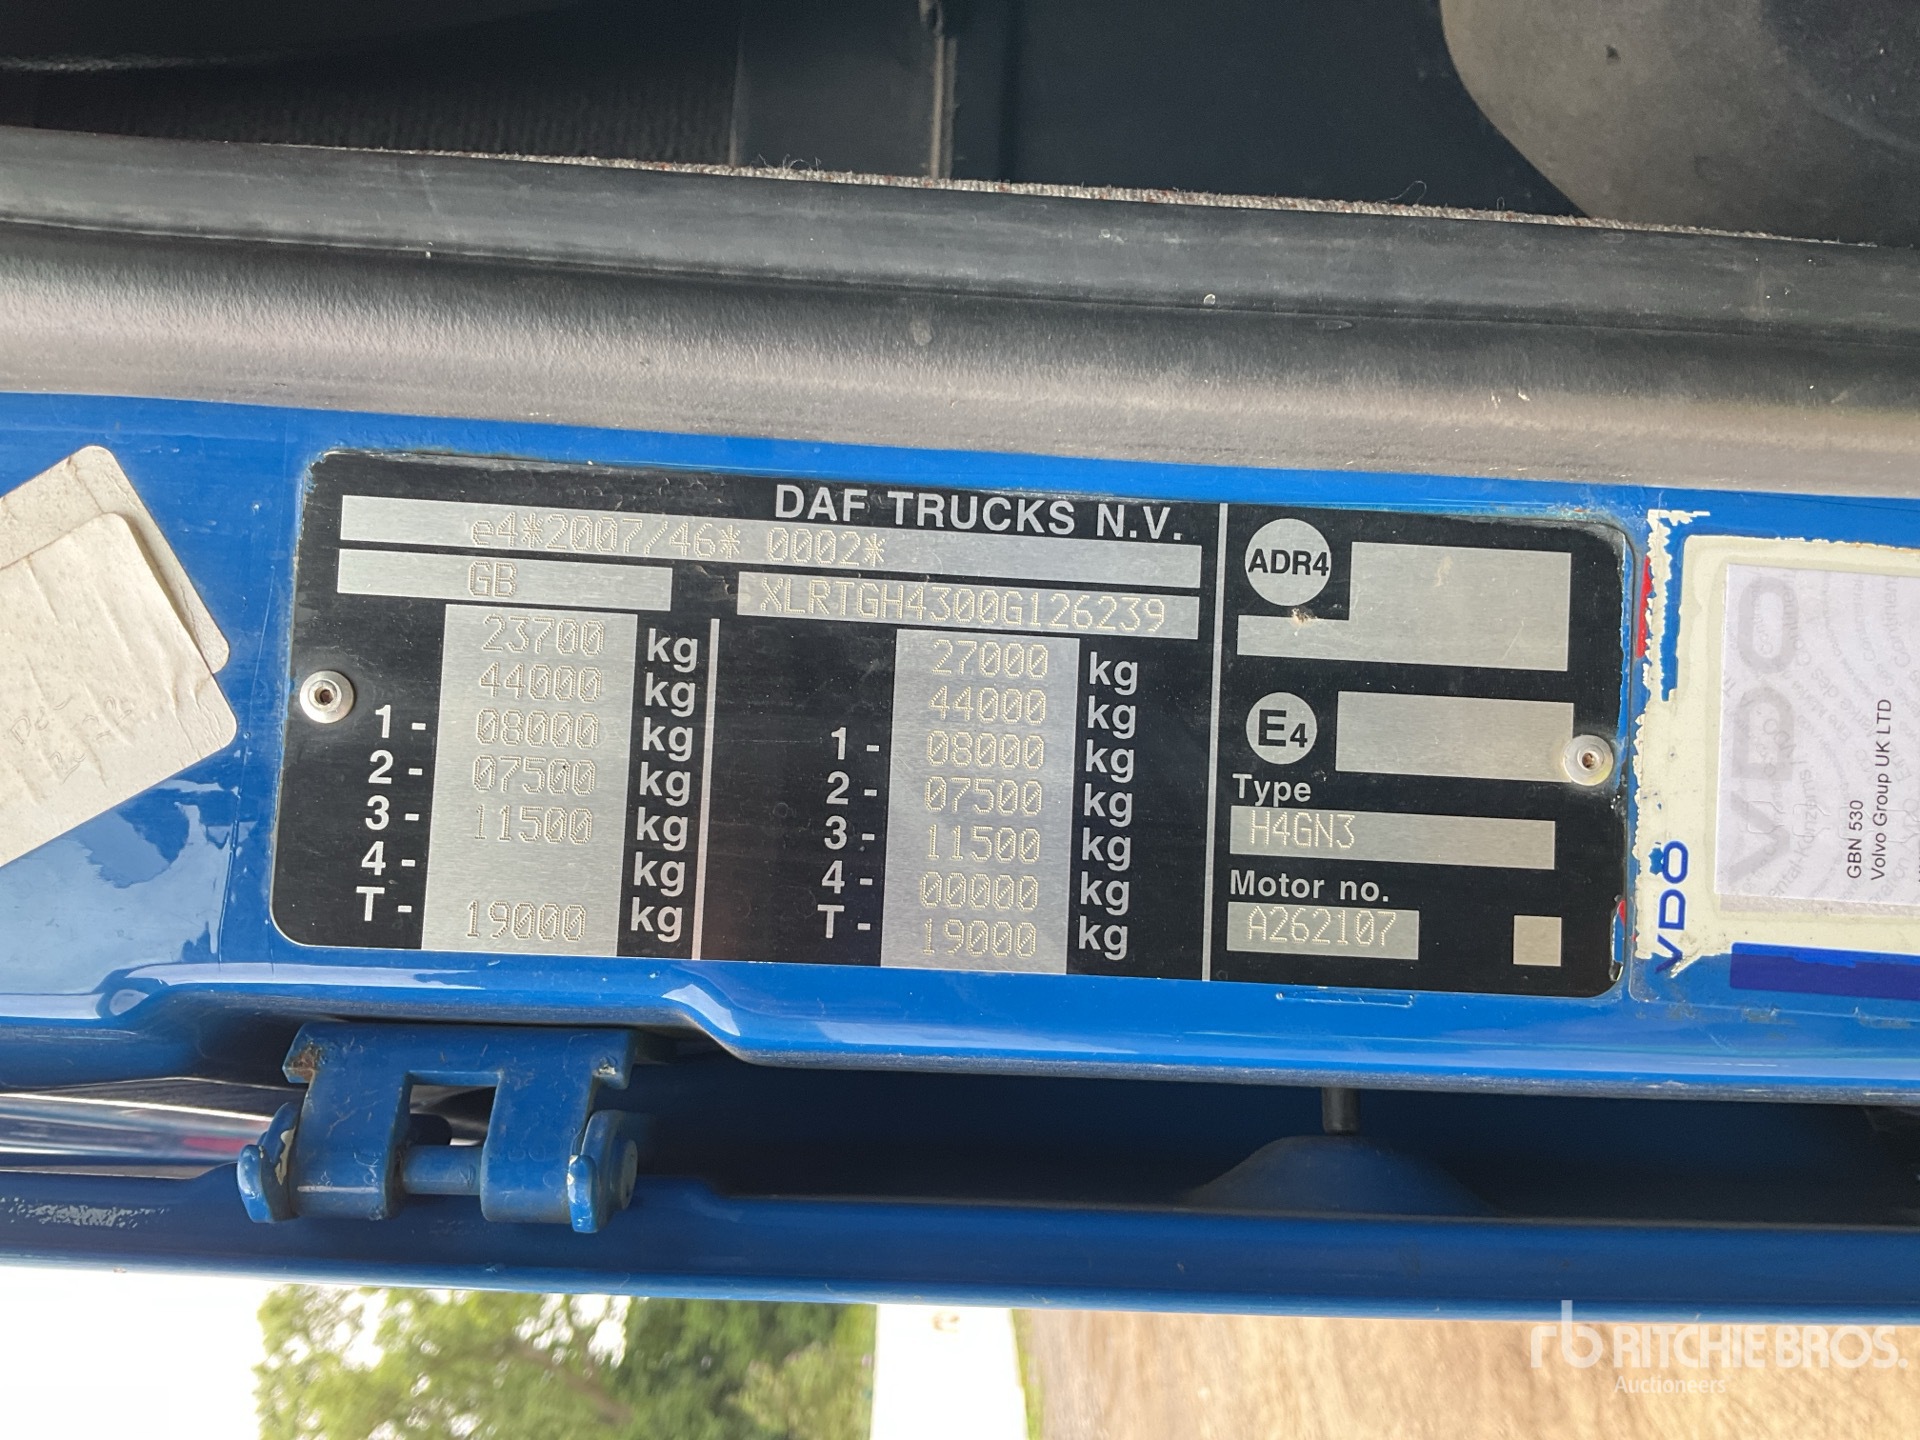 DAF TRUCKS N.V.
e4*2007/46* 0002*
GB
XLRTGH4300G126239
23700 kg
44000 kg
1- 08000 kg
2- 07500 kg
3- 11500 kg
4- kg
T- 19000 kg
27000 kg
44000 kg
1- 08000 kg
2- 07500 kg
3- 11500 kg
4- 00000 kg
T- 19000 kg
ADR4
E4
Type
H4GN3
Motor no.
A262107
VDO
VDO
GBN 530
Volvo Group UK LTD
rb RITCHIE BROS.
Auctioneers